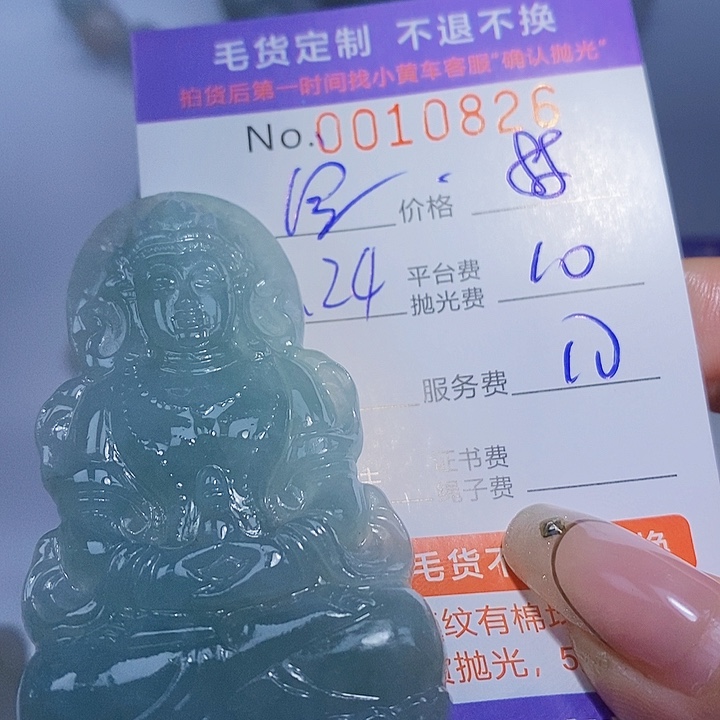 毛货定制 不退不换
拍货后第一时间找小黄车客服“确认抛光”
No.0010826
价格 88
24 平台费 10
抛光费
服务费 10
证书费
绳子费
毛货不 换
纹有棉
抛光，5